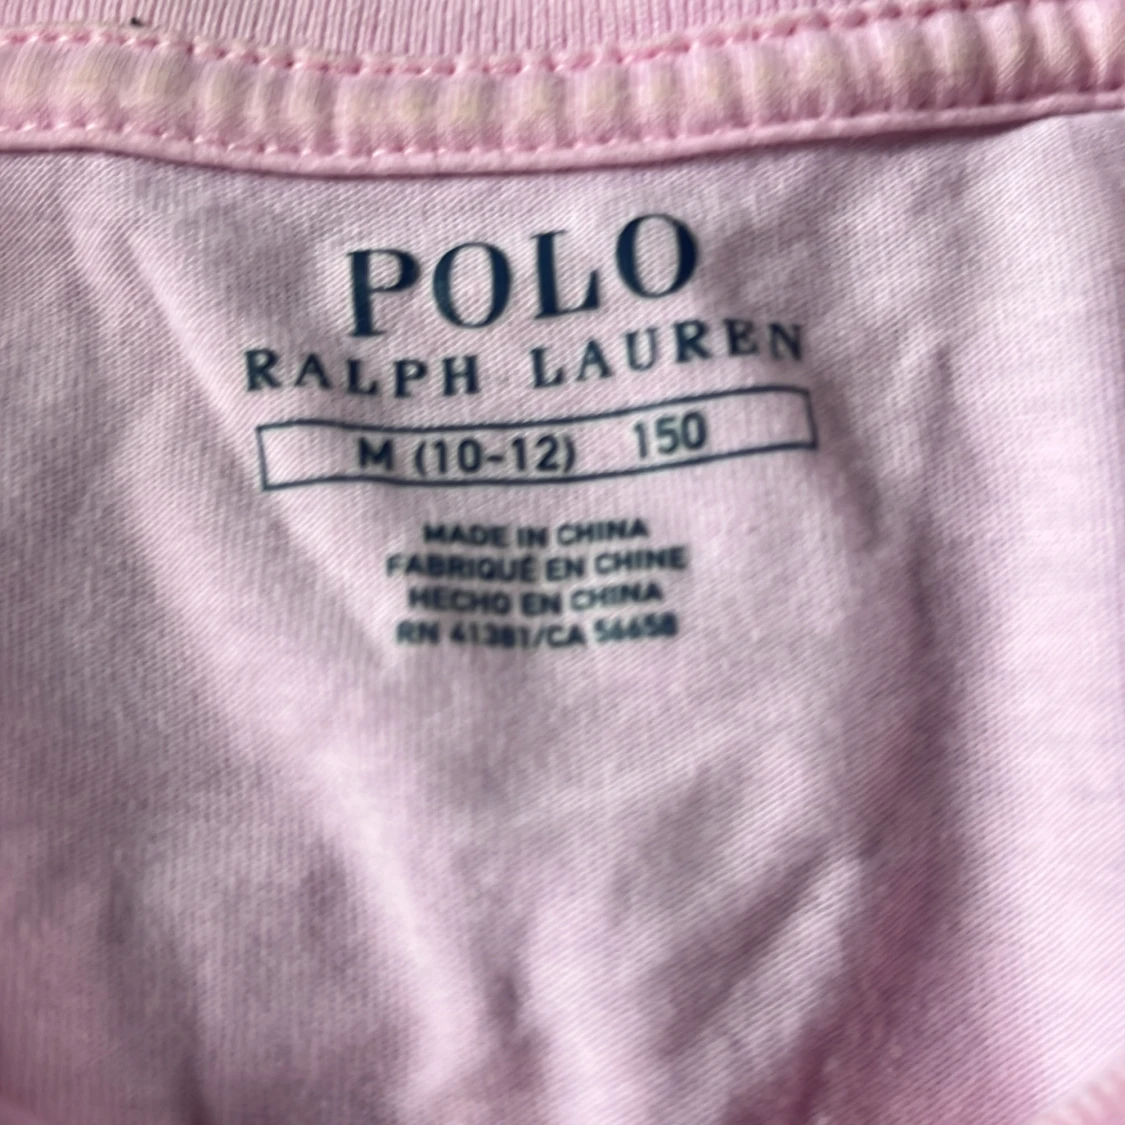 POLO
RALPH LAUREN
M (10-12) 150
MADE IN CHINA
FABRIQUÉ EN CHINE
HECHO EN CHINA
RN 41381/CA 56658